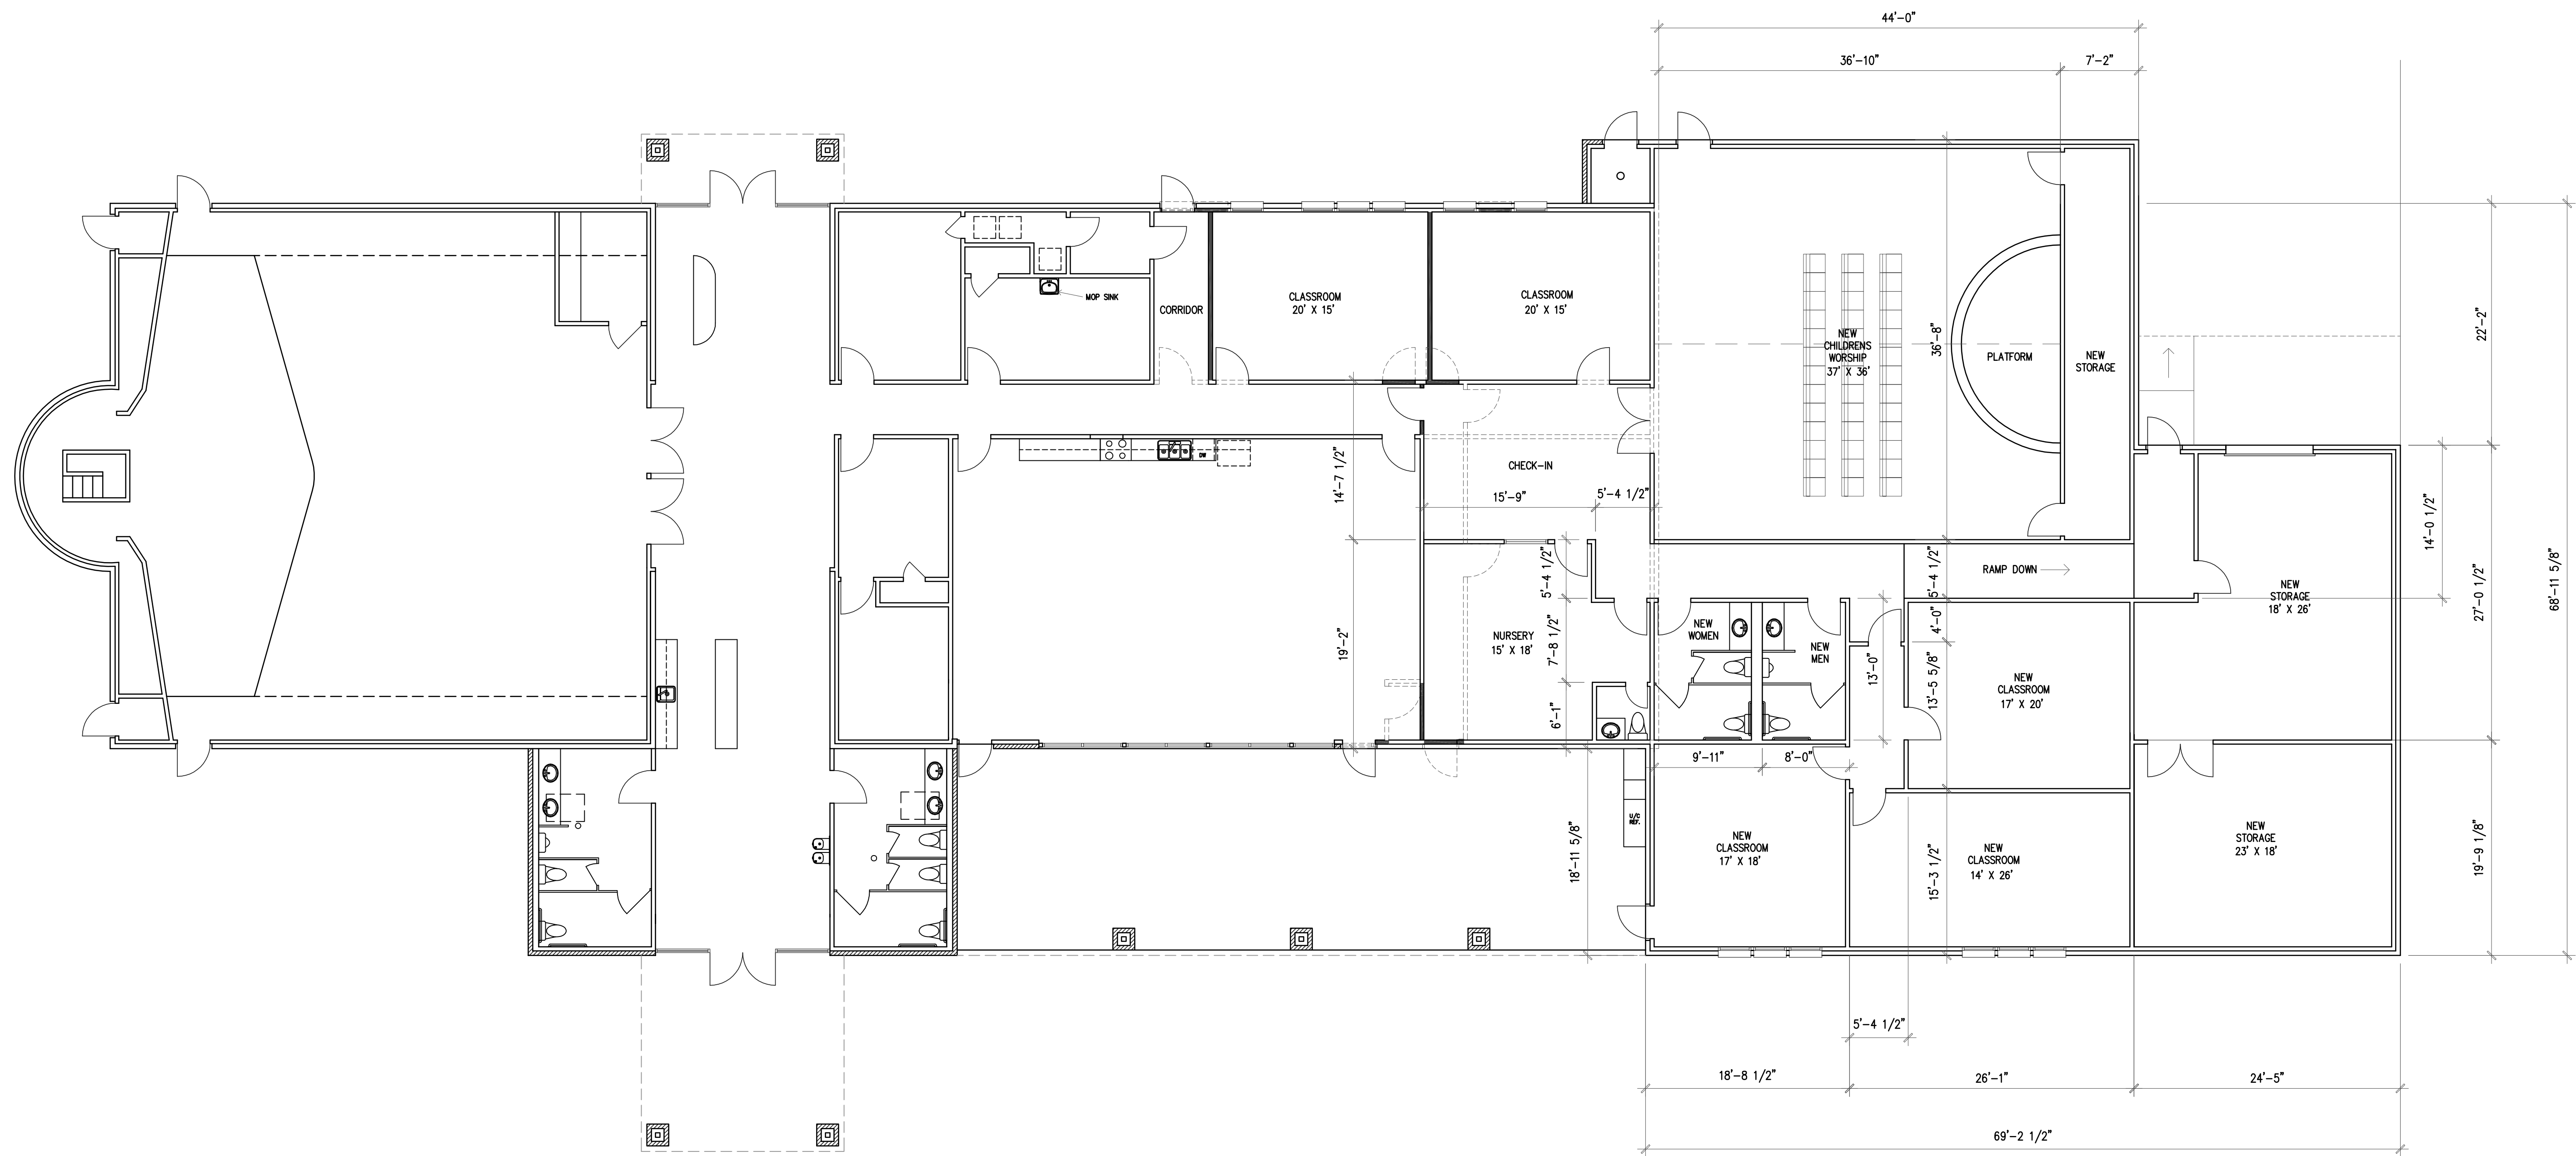 44'-0"
36'-10"
7'-2"
MOP SINK
CORRIDOR
CLASSROOM
20' X 15'
CLASSROOM
20' X 15'
NEW
CHILDRENS
WORSHIP
37' X 36'
36'-8"
PLATFORM
NEW
STORAGE
22'-2"
DW
14'-7 1/2"
CHECK-IN
15'-9"
5'-4 1/2"
14'-0 1/2"
5'-4 1/2"
5'-4 1/2"
RAMP DOWN
NEW
STORAGE
18' X 26'
27'-0 1/2"
68'-11 5/8"
19'-2"
NURSERY
15' X 18'
7'-8 1/2"
NEW
WOMEN
NEW
MEN
4'-0"
13'-0"
13'-5 5/8"
NEW
CLASSROOM
17' X 20'
6'-1"
9'-11"
8'-0"
18'-11 5/8"
U/C
REF.
NEW
CLASSROOM
17' X 18'
15'-3 1/2"
NEW
CLASSROOM
14' X 26'
NEW
STORAGE
23' X 18'
19'-9 1/8"
5'-4 1/2"
18'-8 1/2"
26'-1"
24'-5"
69'-2 1/2"